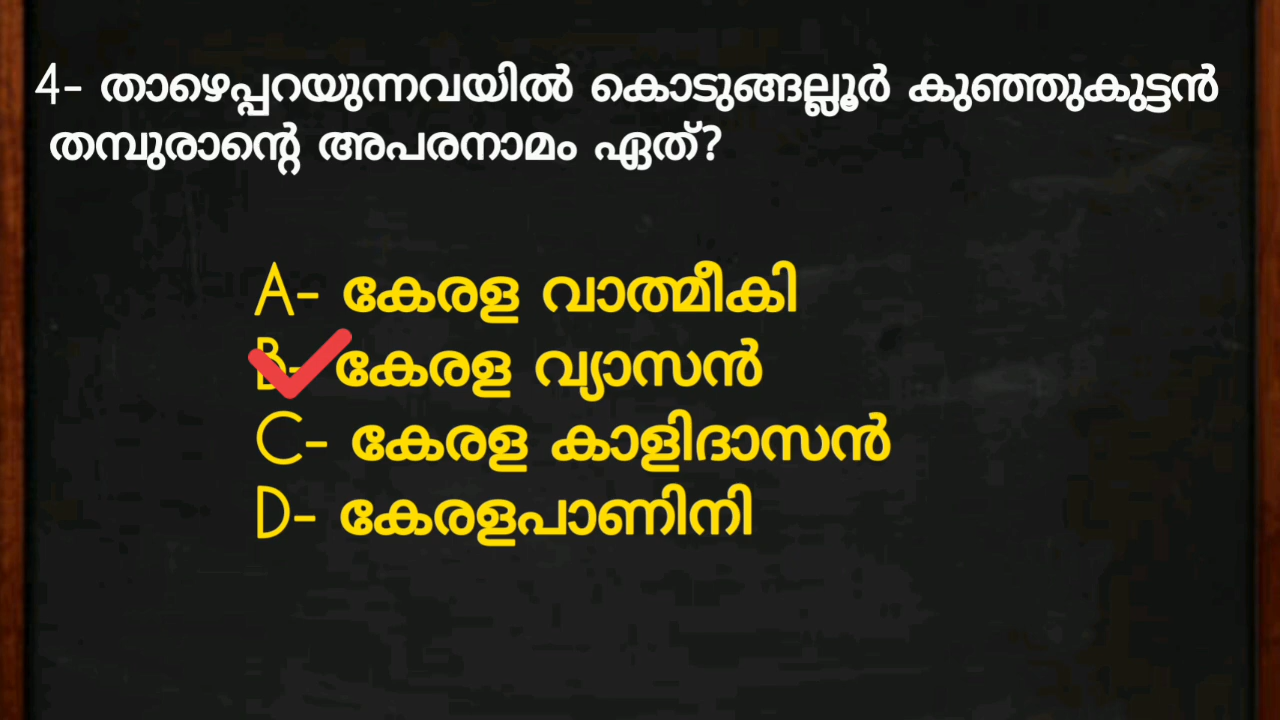 4- താഴെപ്പറയുന്നവയിൽ കൊടുങ്ങല്ലൂർ കുഞ്ഞുകുട്ടൻ
തമ്പുരാന്റെ അപരനാമം ഏത്?
A- കേരള വാത്മീകി
B- കേരള വ്യാസൻ
C- കേരള കാളിദാസൻ
D- കേരളപാണിനി